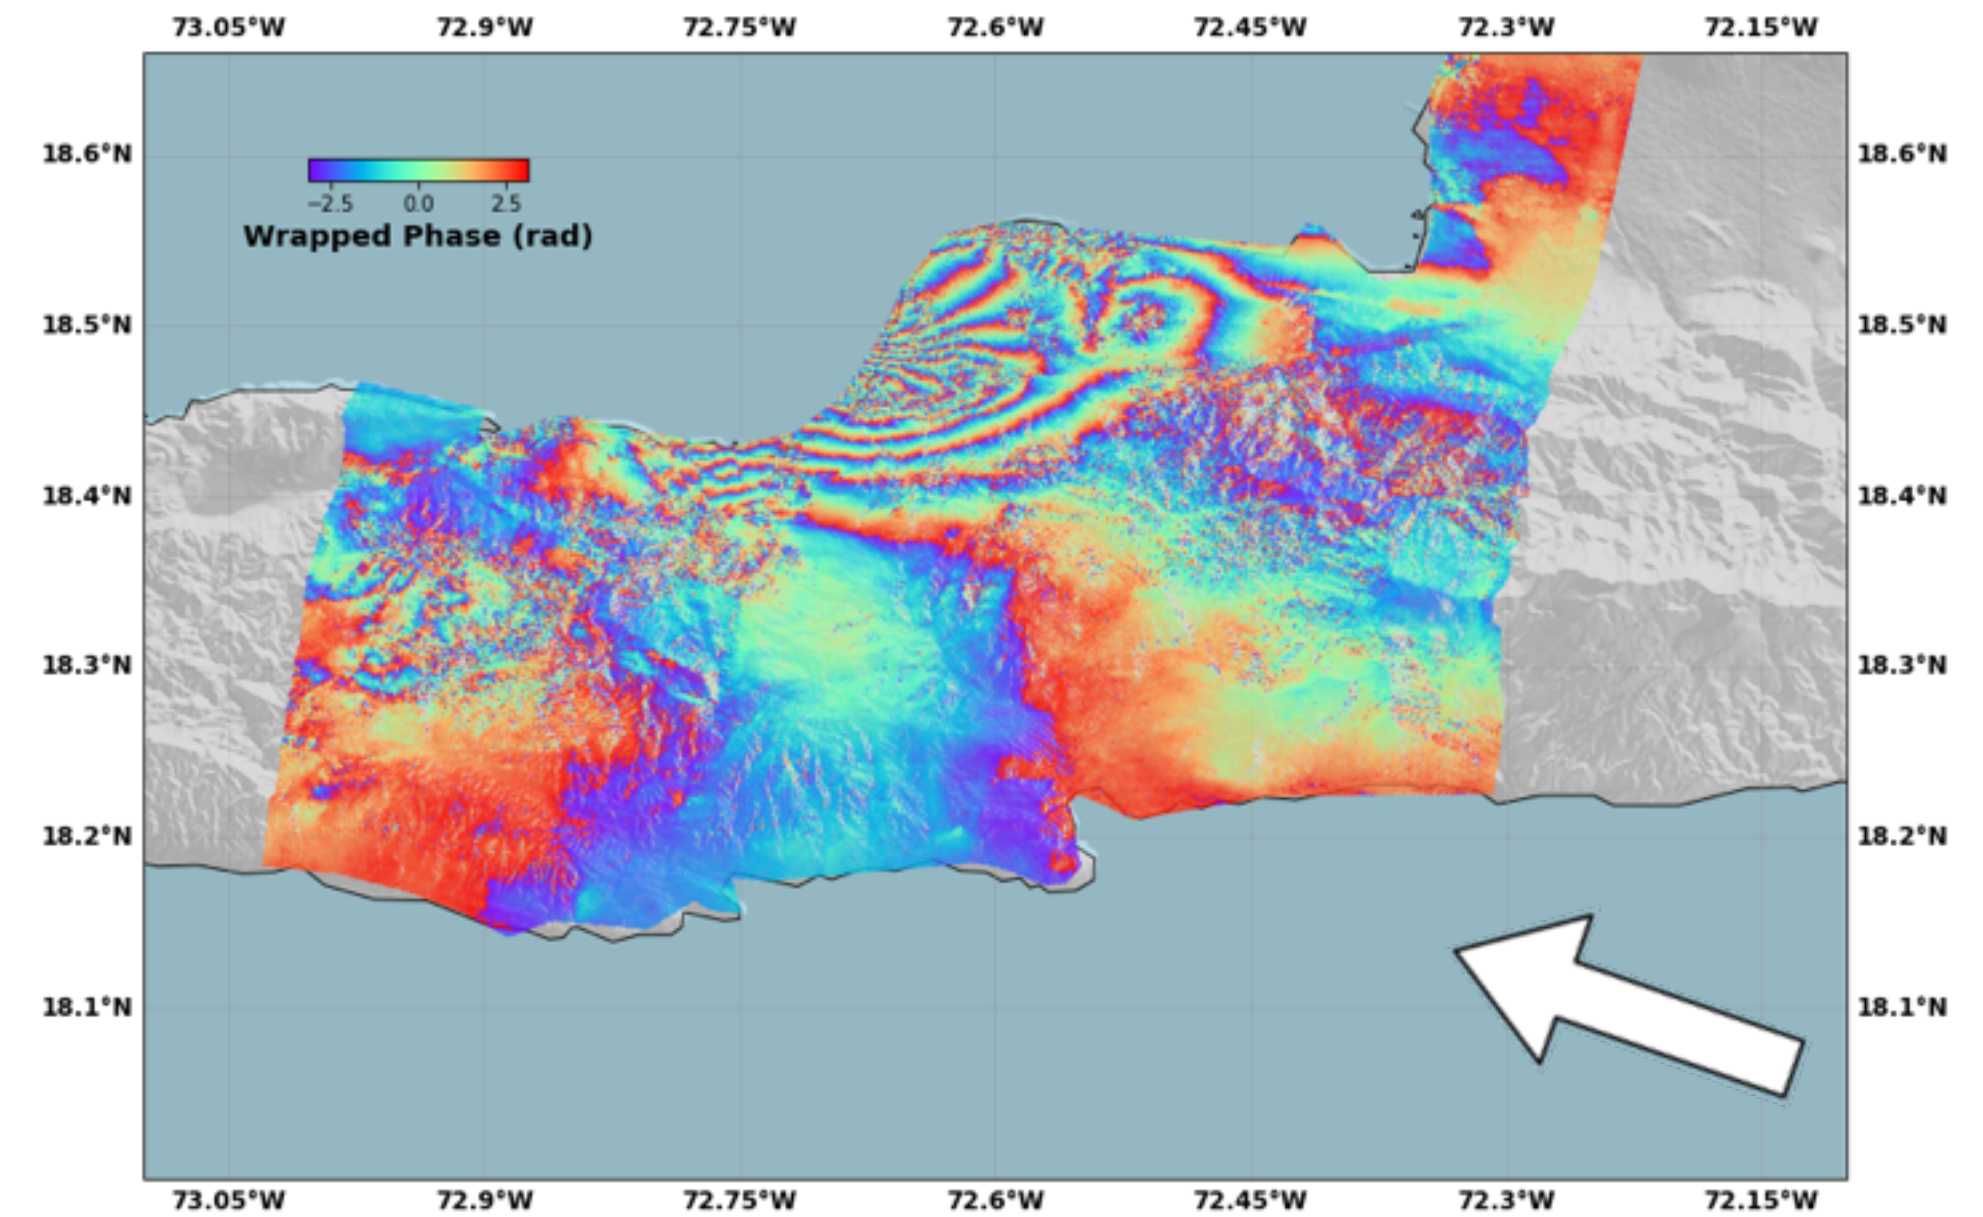 73.05°W 72.9°W 72.75°W 72.6°W 72.45°W 72.3°W 72.15°W
18.6°N 18.6°N
−2.5 0.0 2.5
Wrapped Phase (rad)
18.5°N 18.5°N
18.4°N 18.4°N
18.3°N 18.3°N
18.2°N 18.2°N
18.1°N 18.1°N
73.05°W 72.9°W 72.75°W 72.6°W 72.45°W 72.3°W 72.15°W